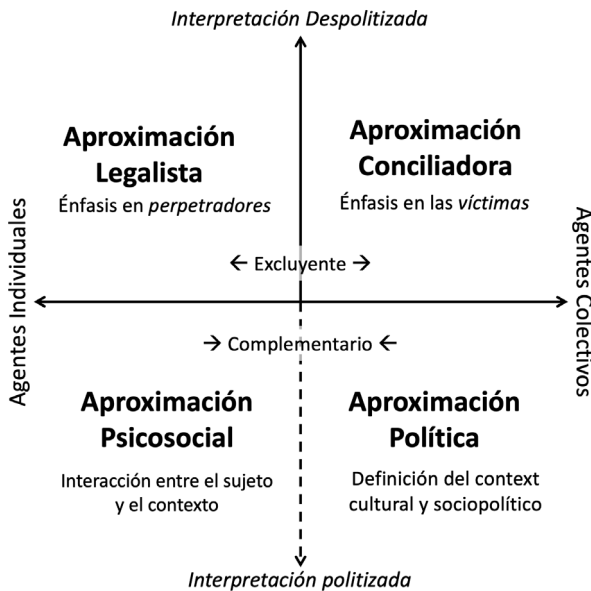 Interpretación Despolitizada
Aproximación
Legalista
Énfasis en perpetradores
Aproximación
Conciliadora
Énfasis en las víctimas
← Excluyente →
Agentes Individuales
Agentes Colectivos
→ Complementario ←
Aproximación
Psicosocial
Interacción entre el sujeto
y el contexto
Aproximación
Política
Definición del context
cultural y sociopolítico
Interpretación politizada